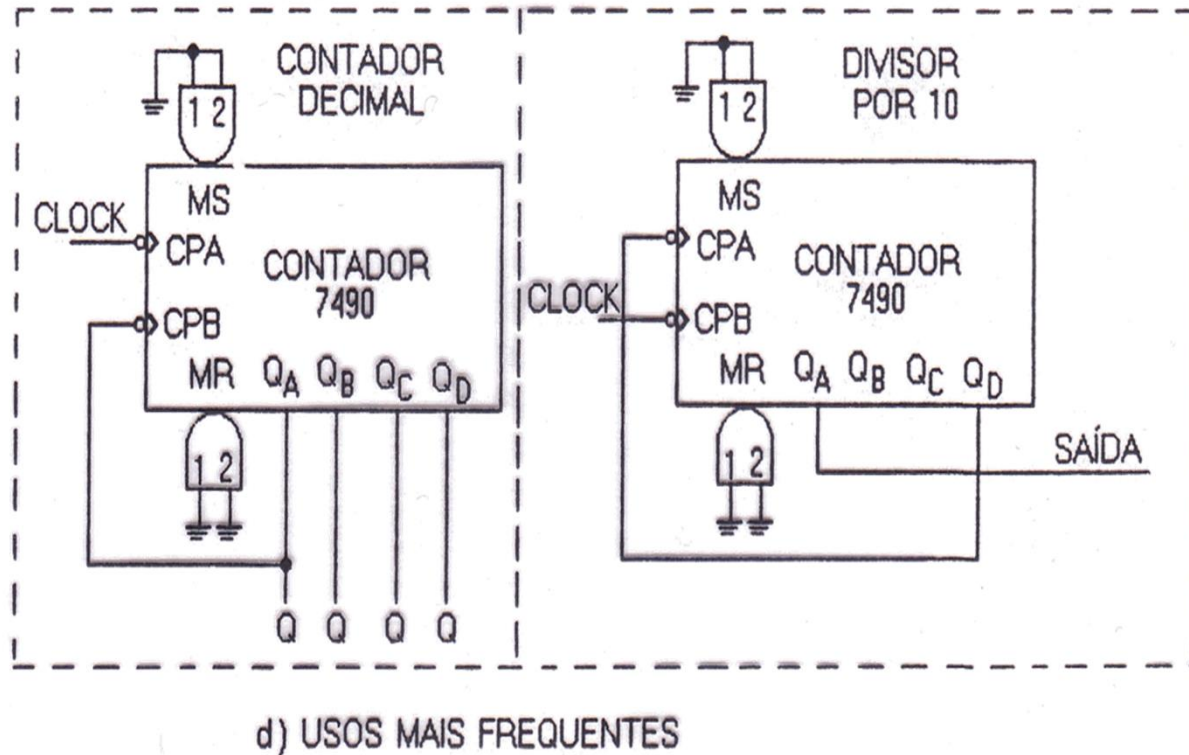 CONTADOR
DECIMAL
1 2
MS
CLOCK
CPA
CONTADOR
7490
CPB
MR QA QB QC QD
1 2
Q Q Q Q
DIVISOR
POR 10
1 2
MS
CPA
CONTADOR
7490
CLOCK
CPB
MR QA QB QC QD
1 2
SAÍDA
d) USOS MAIS FREQUENTES